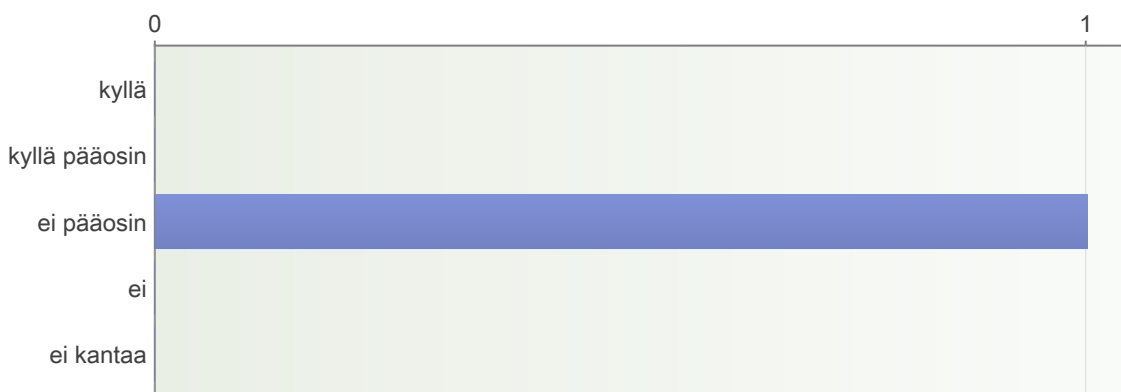 0 1
kyllä
kyllä pääosin
ei pääosin
ei
ei kantaa